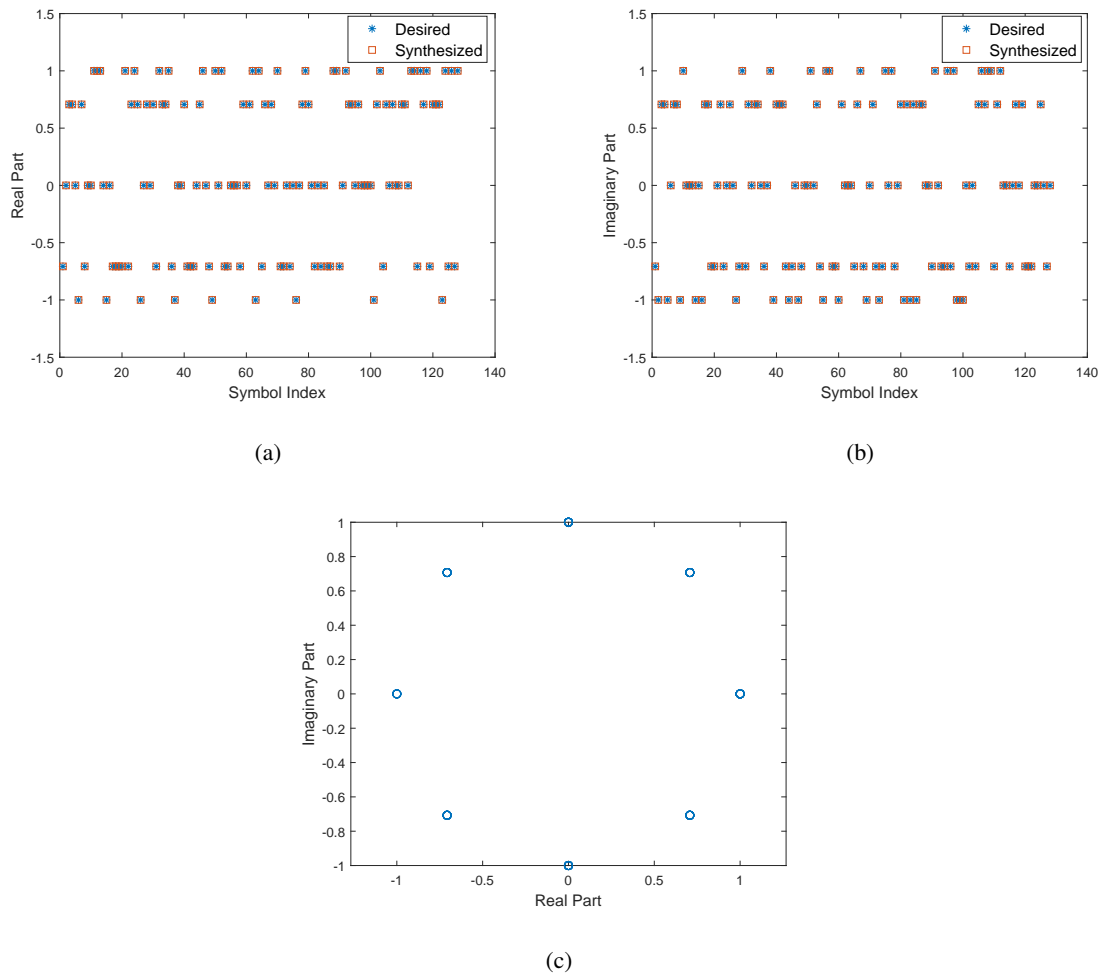 1.5
1
0.5
0
-0.5
-1
-1.5
Real Part
0 20 40 60 80 100 120 140
Symbol Index
Desired
Synthesized
(a)
1.5
1
0.5
0
-0.5
-1
-1.5
Imaginary Part
0 20 40 60 80 100 120 140
Symbol Index
Desired
Synthesized
(b)
1
0.8
0.6
0.4
0.2
0
-0.2
-0.4
-0.6
-0.8
-1
Imaginary Part
-1 -0.5 0 0.5 1
Real Part
(c)